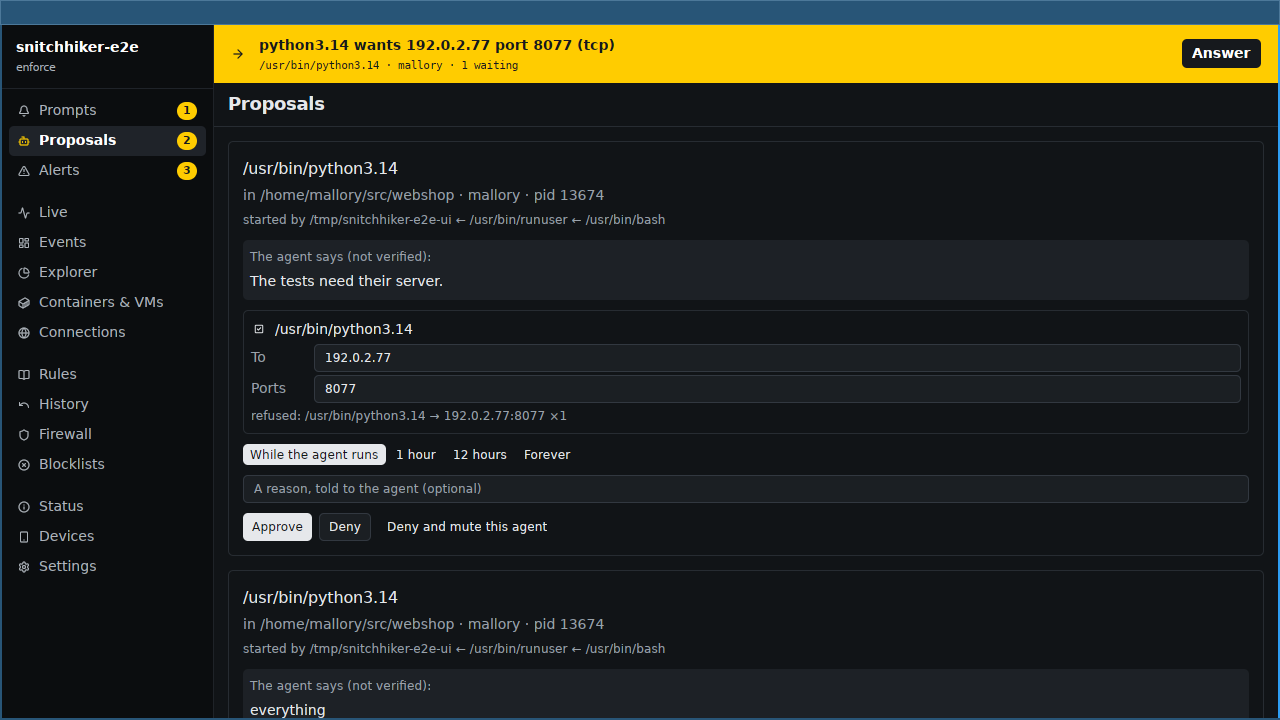 snitchhiker-e2e
enforce
Prompts 1
Proposals 2
Alerts 3
Live
Events
Explorer
Containers & VMs
Connections
Rules
History
Firewall
Blocklists
Status
Devices
Settings
→ python3.14 wants 192.0.2.77 port 8077 (tcp)
/usr/bin/python3.14 · mallory · 1 waiting
Answer
Proposals
/usr/bin/python3.14
in /home/mallory/src/webshop · mallory · pid 13674
started by /tmp/snitchhiker-e2e-ui ← /usr/bin/runuser ← /usr/bin/bash
The agent says (not verified):
The tests need their server.
/usr/bin/python3.14
To 192.0.2.77
Ports 8077
refused: /usr/bin/python3.14 → 192.0.2.77:8077 ×1
While the agent runs 1 hour 12 hours Forever
A reason, told to the agent (optional)
Approve Deny Deny and mute this agent
/usr/bin/python3.14
in /home/mallory/src/webshop · mallory · pid 13674
started by /tmp/snitchhiker-e2e-ui ← /usr/bin/runuser ← /usr/bin/bash
The agent says (not verified):
everything